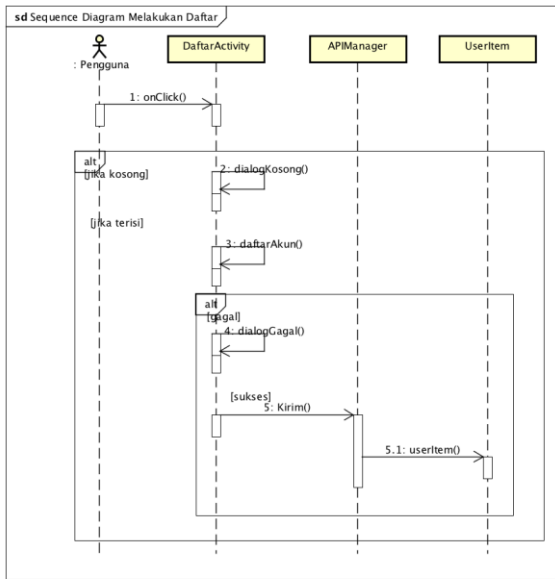 sd Sequence Diagram Melakukan Daftar
: Pengguna
DaftarActivity
APIManager
UserItem
1: onClick()
alt
[jika kosong]
2: dialogKosong()
[jika terisi]
3: daftarAkun()
alt
[gagal]
4: dialogGagal()
[sukses]
5: Kirim()
5.1: userItem()